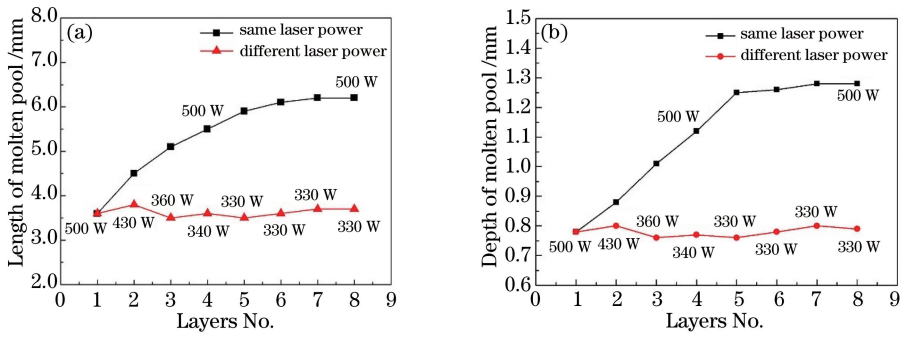 (a)
same laser power
different laser power
Length of molten pool /mm
8.0
7.0
6.0
5.0
4.0
3.0
2.0
500 W
500 W
500 W
430 W
360 W
340 W
330 W
330 W
330 W
330 W
0 1 2 3 4 5 6 7 8 9
Layers No.
(b)
same laser power
different laser power
Depth of molten pool /mm
1.5
1.4
1.3
1.2
1.1
1.0
0.9
0.8
0.7
0.6
500 W
500 W
500 W
430 W
360 W
340 W
330 W
330 W
330 W
330 W
0 1 2 3 4 5 6 7 8 9
Layers No.